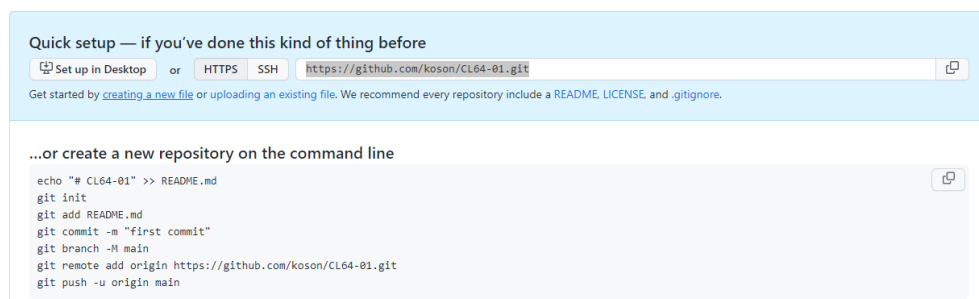 Quick setup — if you've done this kind of thing before
Set up in Desktop or HTTPS SSH https://github.com/koson/CL64-01.git
Get started by creating a new file or uploading an existing file. We recommend every repository include a README, LICENSE, and .gitignore.
...or create a new repository on the command line
echo "# CL64-01" >> README.md
git init
git add README.md
git commit -m "first commit"
git branch -M main
git remote add origin https://github.com/koson/CL64-01.git
git push -u origin main